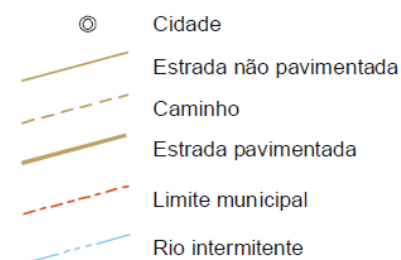 Cidade
Estrada não pavimentada
Caminho
Estrada pavimentada
Limite municipal
Rio intermitente